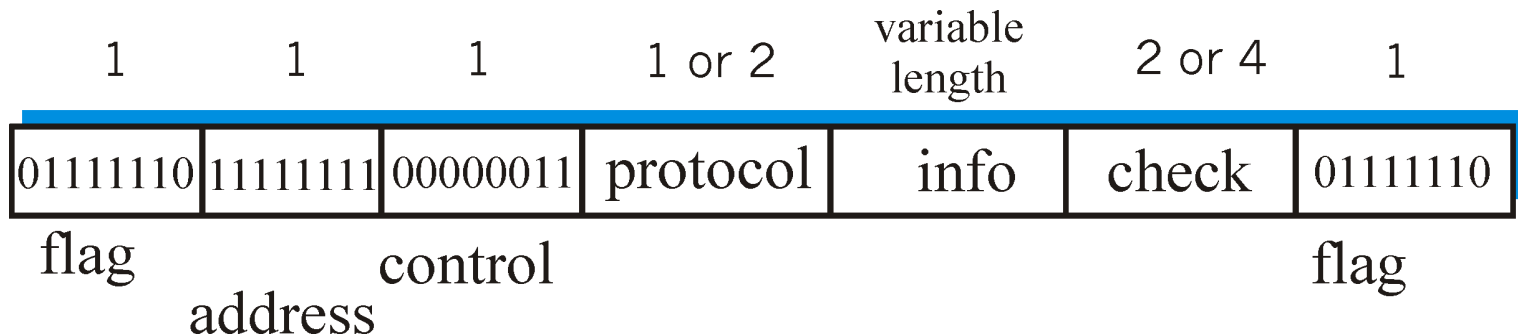 1 1 1 1 or 2 variable length 2 or 4 1
01111110 11111111 00000011 protocol info check 01111110
flag address control flag